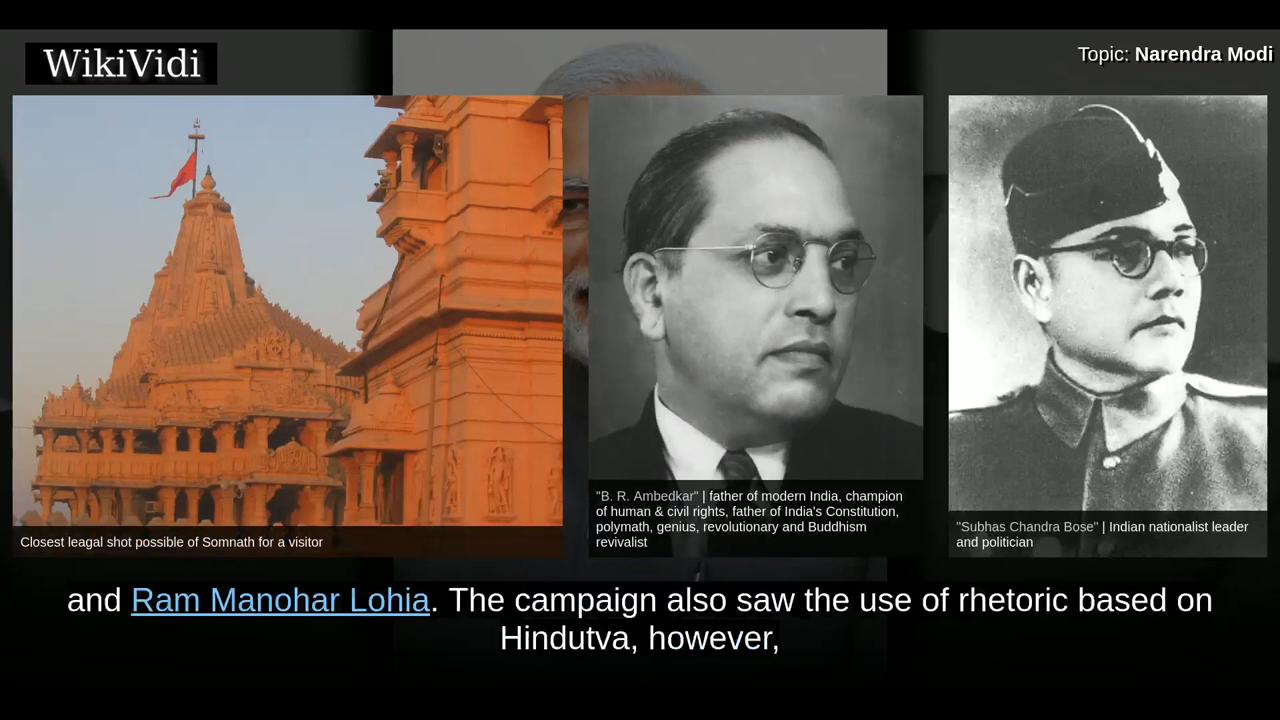 WikiVidi
Topic: Narendra Modi
Closest leagal shot possible of Somnath for a visitor
"B. R. Ambedkar" | father of modern India, champion
of human & civil rights, father of India's Constitution,
polymath, genius, revolutionary and Buddhism
revivalist
"Subhas Chandra Bose" | Indian nationalist leader
and politician
and Ram Manohar Lohia. The campaign also saw the use of rhetoric based on
Hindutva, however,